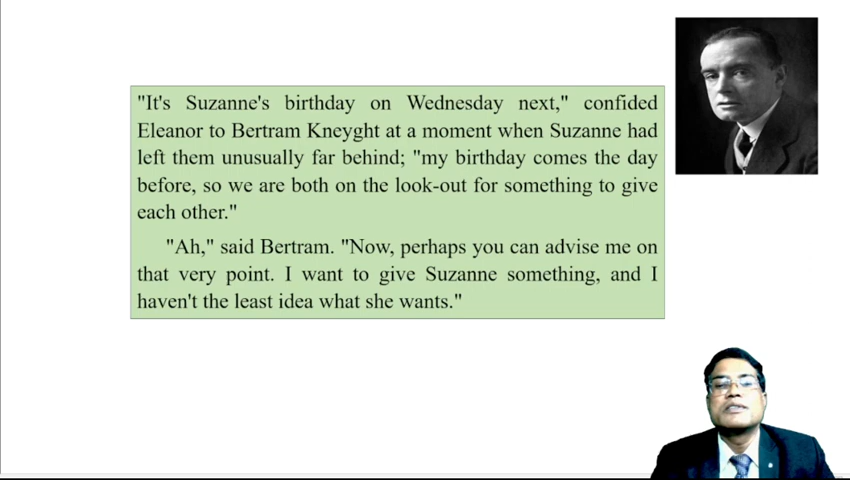 "It's Suzanne's birthday on Wednesday next," confided
Eleanor to Bertram Kneyght at a moment when Suzanne had
left them unusually far behind; "my birthday comes the day
before, so we are both on the look-out for something to give
each other."
"Ah," said Bertram. "Now, perhaps you can advise me on
that very point. I want to give Suzanne something, and I
haven't the least idea what she wants."